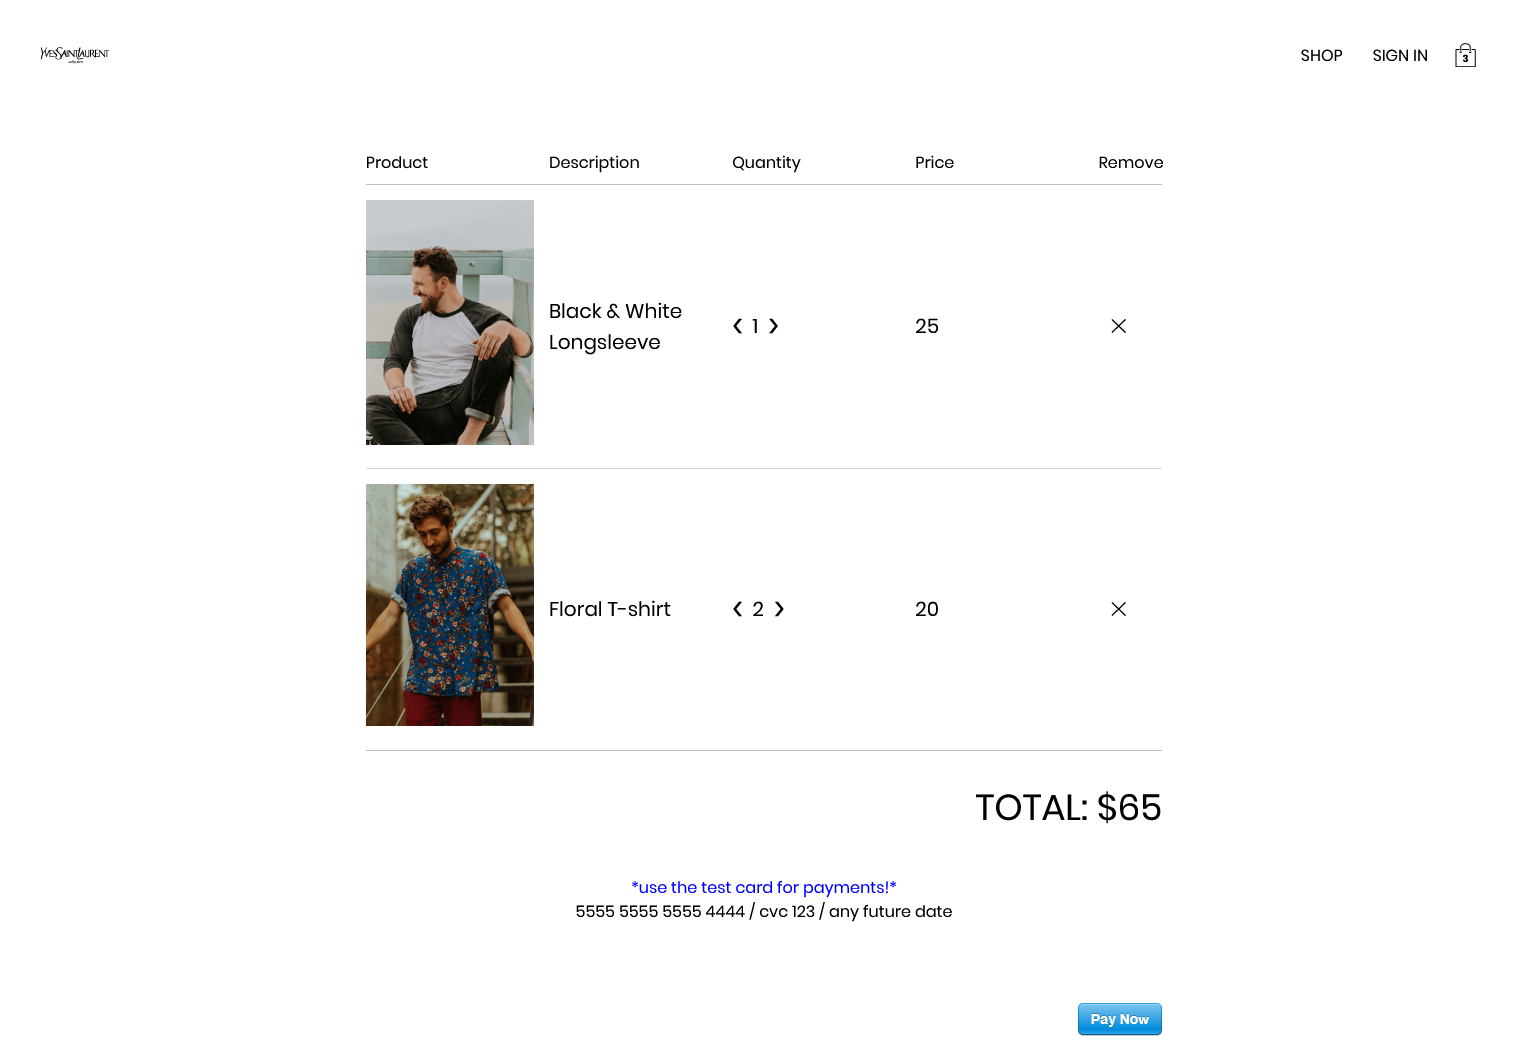 YVESSAINTLAURENT
SHOP SIGN IN 3
Product Description Quantity Price Remove
Black & White
Longsleeve
❮ 1 ❯ 25 ✕
Floral T-shirt ❮ 2 ❯ 20 ✕
TOTAL: $65
*use the test card for payments!*
5555 5555 5555 4444 / cvc 123 / any future date
Pay Now